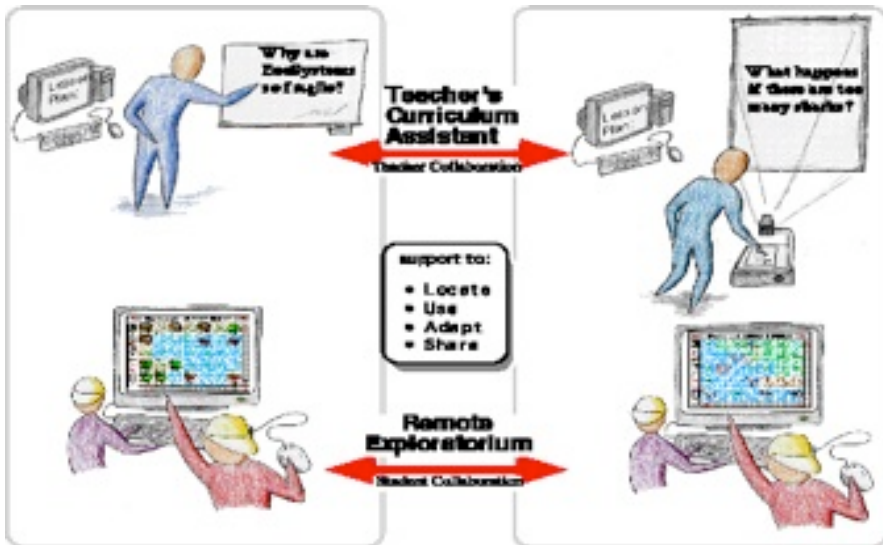 Lesson
Plan:
Why are
EcoSystems
so fragile?
Teacher's
Curriculum
Assistant
Teacher Collaboration
Lesson
Plan:
What happens
if there are too
many sharks?
support to:
• Locate
• Use
• Adapt
• Share
Remote
Exploratorium
Student Collaboration